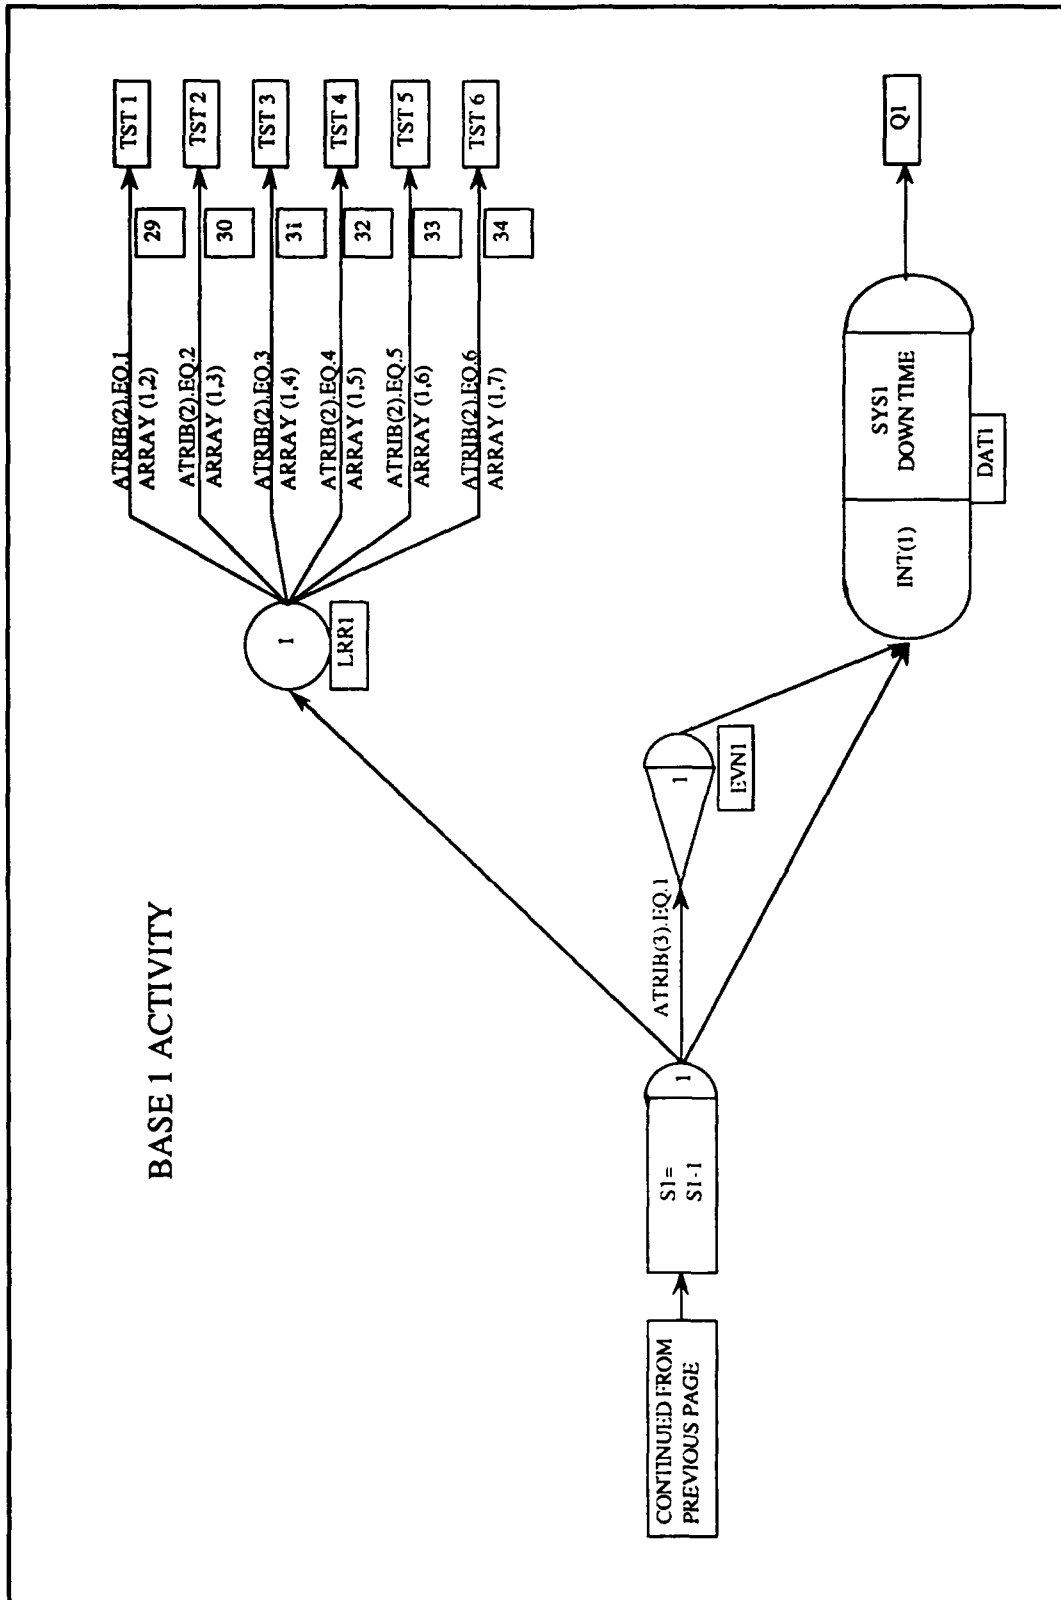 BASE 1 ACTIVITY
CONTINUED FROM
PREVIOUS PAGE
S1=
S1-1
1
ATRIB(3).EQ.1
1
EVN1
1
LRR1
ATRIB(2).EQ.1
ARRAY (1,2)
29
TST 1
ATRIB(2).EQ.2
ARRAY (1,3)
30
TST 2
ATRIB(2).EQ.3
ARRAY (1,4)
31
TST 3
ATRIB(2).EQ.4
ARRAY (1,5)
32
TST 4
ATRIB(2).EQ.5
ARRAY (1,6)
33
TST 5
ATRIB(2).EQ.6
ARRAY (1,7)
34
TST 6
INT(1)
SYS1
DOWN TIME
DAT1
Q1